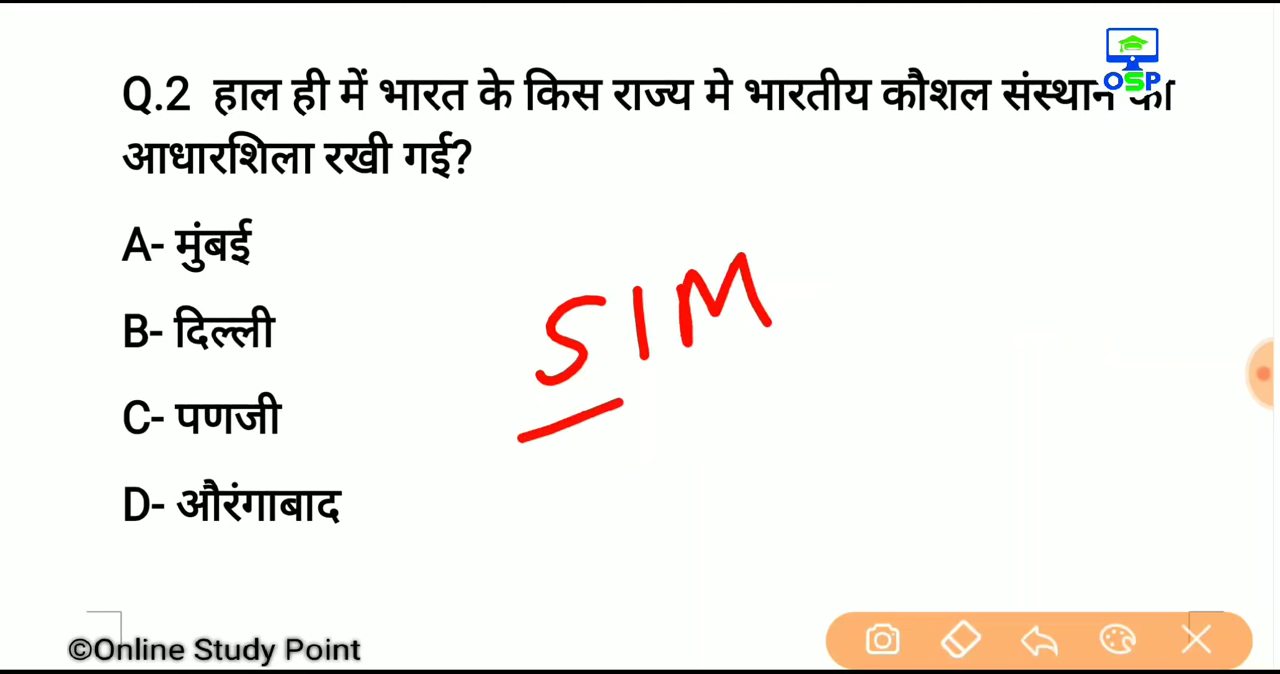 OSP
Q.2 हाल ही में भारत के किस राज्य मे भारतीय कौशल संस्थान का
आधारशिला रखी गई?
A- मुंबई
B- दिल्ली
C- पणजी
D- औरंगाबाद
SIM
©Online Study Point